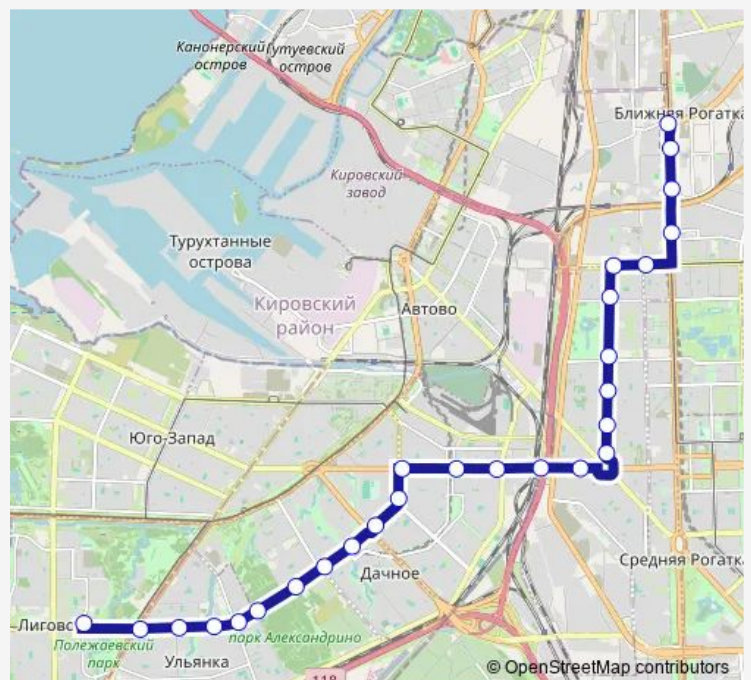 Канонерский
остров
Гутуевский
остров
Ближняя Рогатка
Кировский
завод
Турухтанные
острова
Кировский
район
Автово
Юго-Запад
Средняя Рогатка
Дачное
Лигово
Полежаевский
парк
парк Александрино
Ульянка
118
© OpenStreetMap contributors